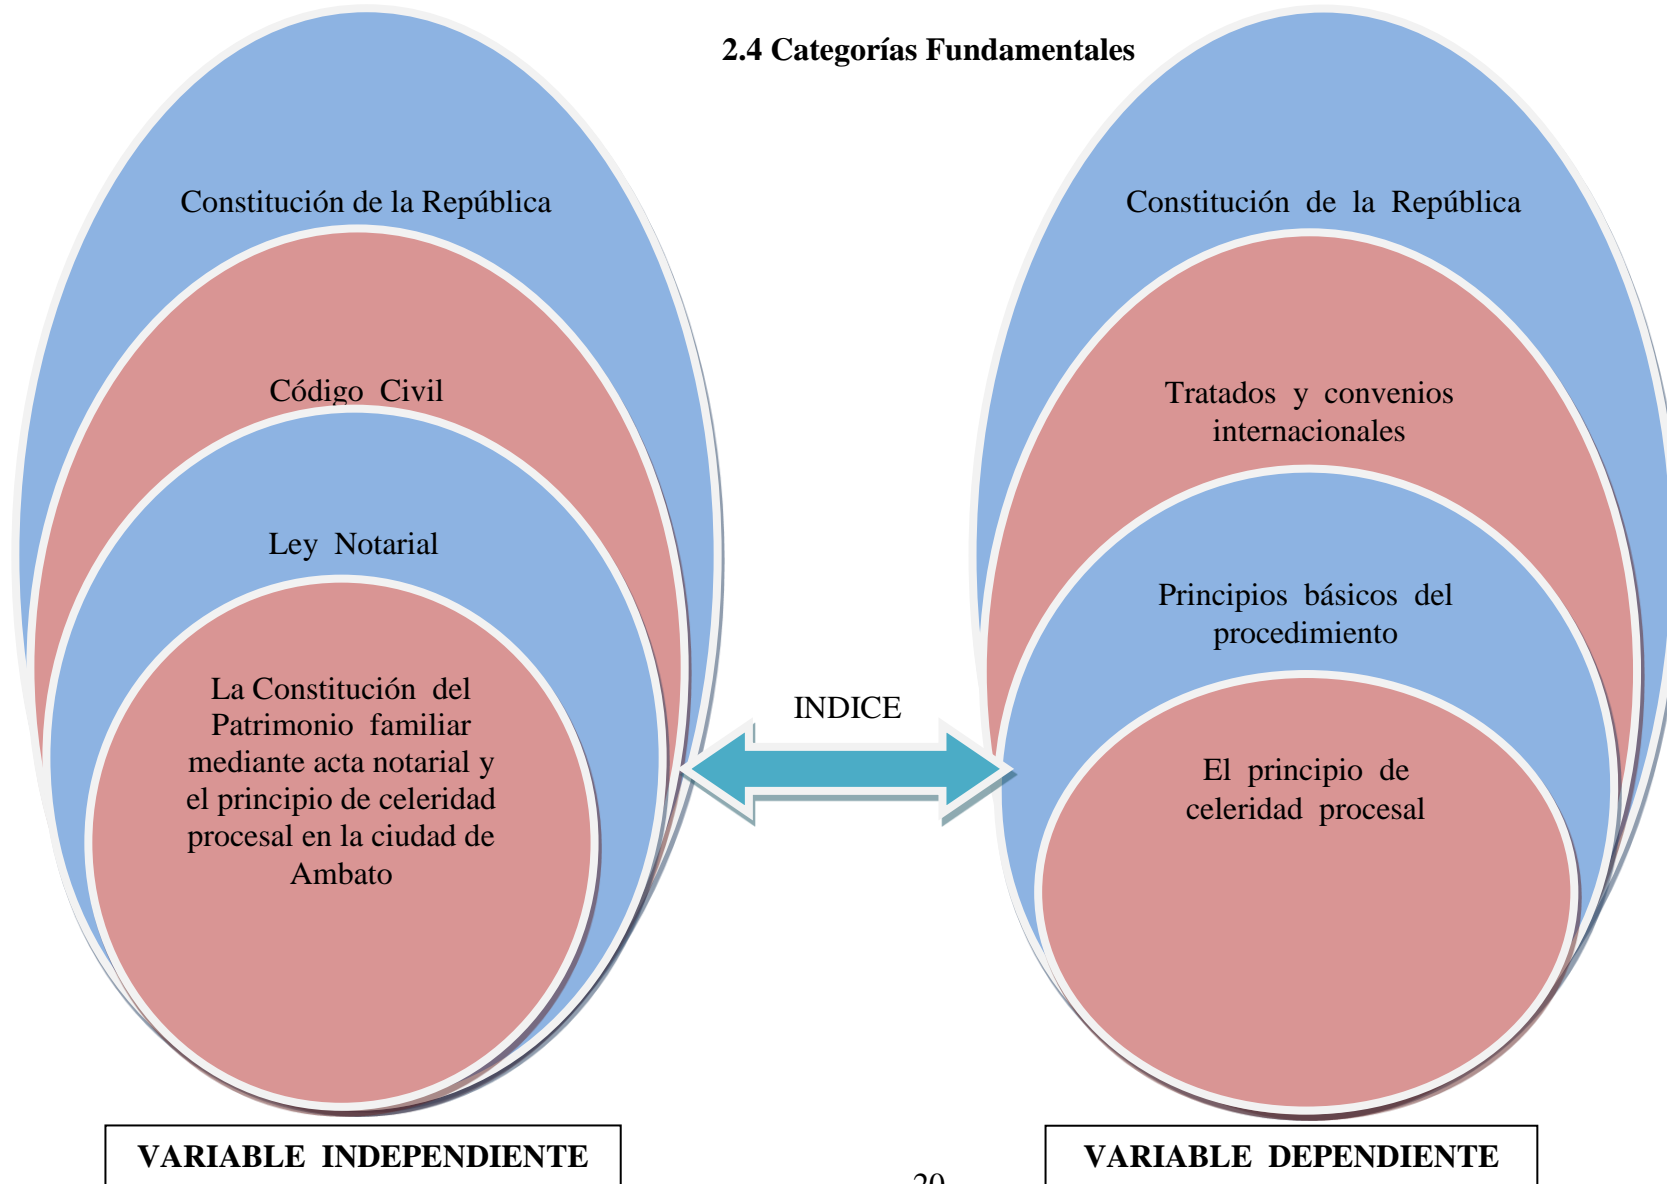 2.4 Categorías Fundamentales
Constitución de la República
Código Civil
Ley Notarial
La Constitución del
Patrimonio familiar
mediante acta notarial y
el principio de celeridad
procesal en la ciudad de
Ambato
VARIABLE INDEPENDIENTE
INDICE
Constitución de la República
Tratados y convenios
internacionales
Principios básicos del
procedimiento
El principio de
celeridad procesal
VARIABLE DEPENDIENTE
20